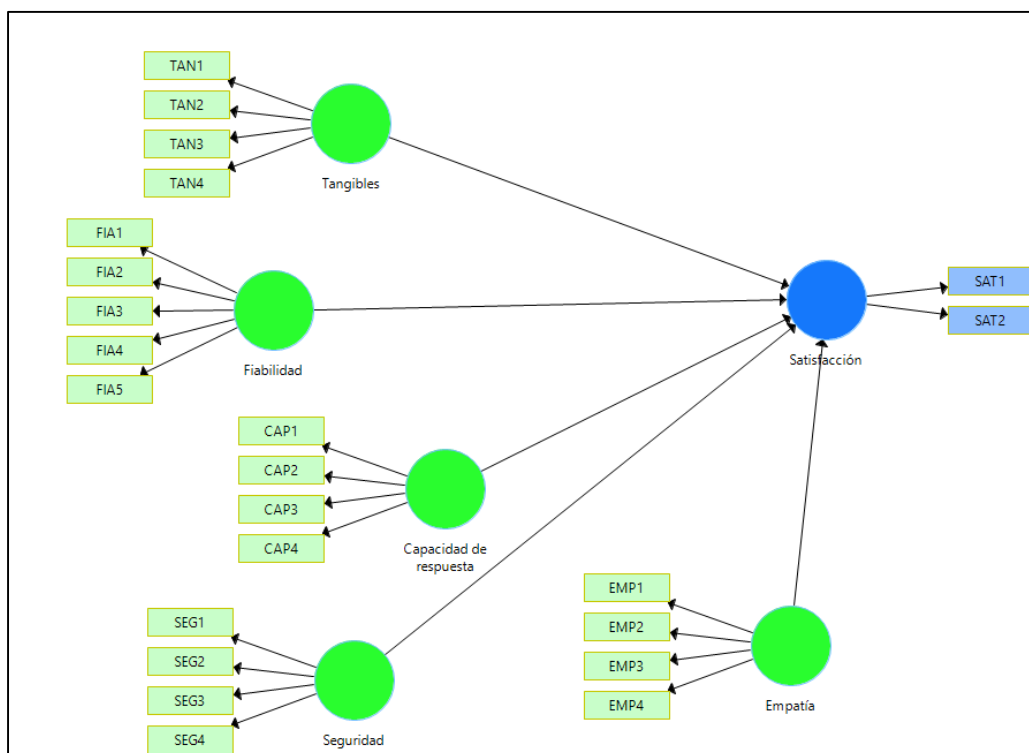 TAN1
TAN2
TAN3
TAN4
Tangibles
FIA1
FIA2
FIA3
FIA4
FIA5
Fiabilidad
SAT1
SAT2
Satisfacción
CAP1
CAP2
CAP3
CAP4
Capacidad de
respuesta
EMP1
EMP2
EMP3
EMP4
Empatía
SEG1
SEG2
SEG3
SEG4
Seguridad